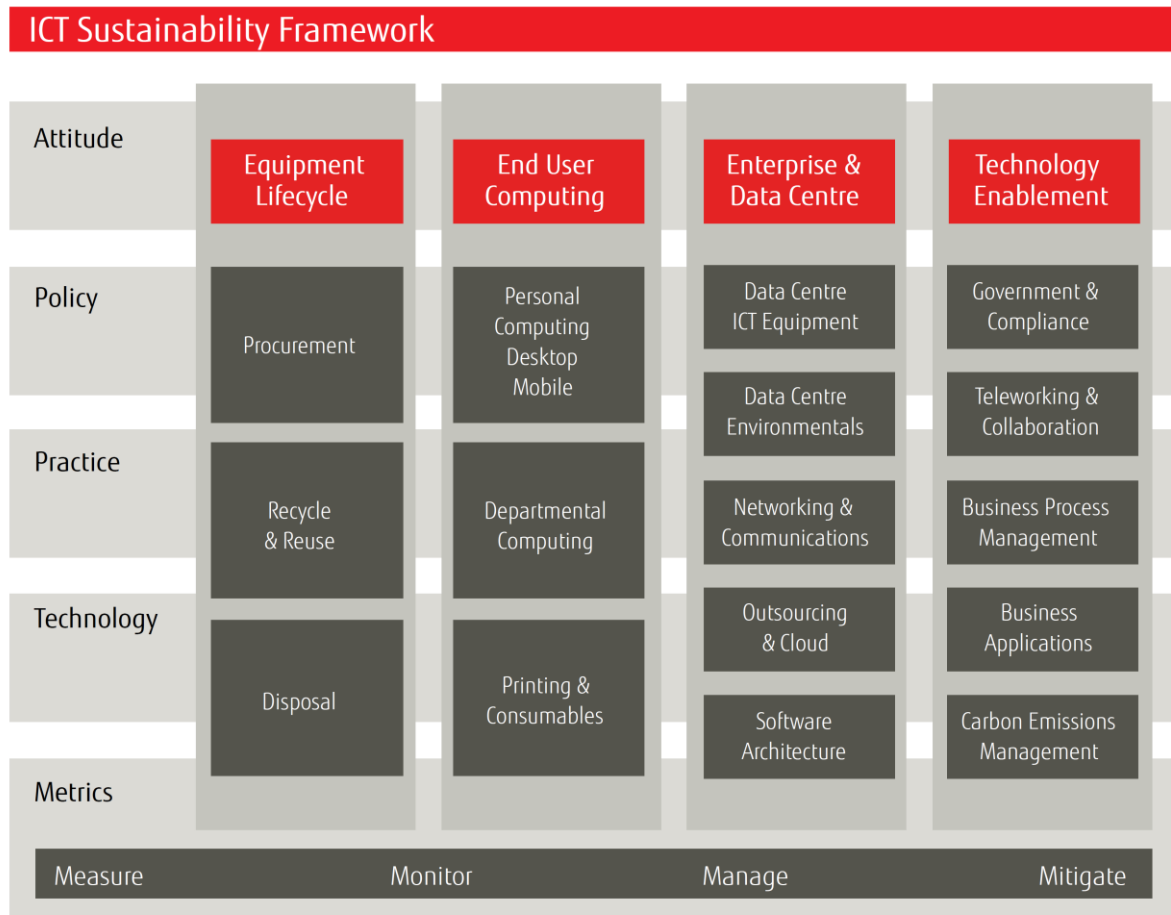 ICT Sustainability Framework
Attitude
Equipment
Lifecycle
End User
Computing
Enterprise &
Data Centre
Technology
Enablement
Policy
Procurement
Personal
Computing
Desktop
Mobile
Data Centre
ICT Equipment
Government &
Compliance
Data Centre
Environmentals
Teleworking &
Collaboration
Practice
Recycle
& Reuse
Departmental
Computing
Networking &
Communications
Business Process
Management
Technology
Disposal
Printing &
Consumables
Outsourcing
& Cloud
Business
Applications
Software
Architecture
Carbon Emissions
Management
Metrics
Measure Monitor Manage Mitigate